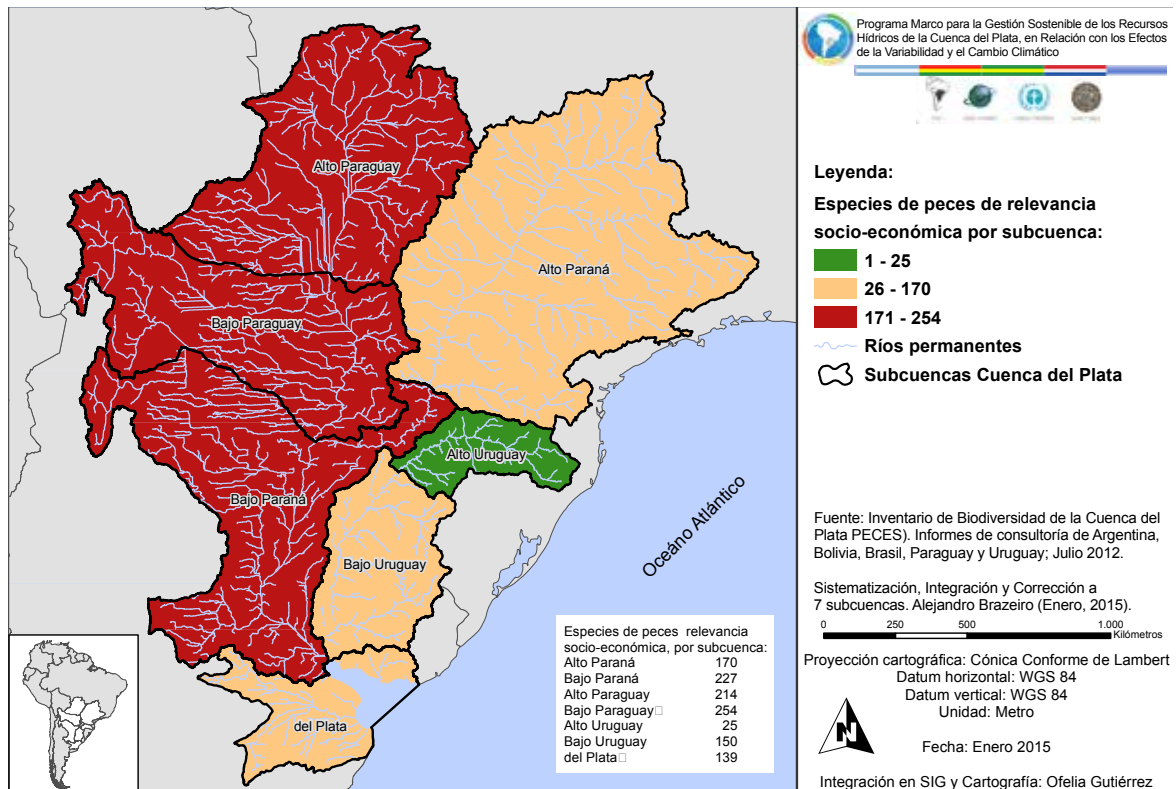 Programa Marco para la Gestión Sostenible de los Recursos
Hídricos de la Cuenca del Plata, en Relación con los Efectos
de la Variabilidad y el Cambio Climático
Leyenda:
Especies de peces de relevancia
socio-económica por subcuenca:
1 - 25
26 - 170
171 - 254
Ríos permanentes
Subcuencas Cuenca del Plata
Alto Paraguay
Alto Paraná
Bajo Paraguay
Alto Uruguay
Bajo Paraná
Bajo Uruguay
del Plata
Oceáno Atlántico
Especies de peces relevancia
socio-económica, por subcuenca:
Alto Paraná 170
Bajo Paraná 227
Alto Paraguay 214
Bajo Paraguay□ 254
Alto Uruguay 25
Bajo Uruguay 150
del Plata□ 139
Fuente: Inventario de Biodiversidad de la Cuenca del
Plata PECES). Informes de consultoría de Argentina,
Bolivia, Brasil, Paraguay y Uruguay; Julio 2012.
Sistematización, Integración y Corrección a
7 subcuencas. Alejandro Brazeiro (Enero, 2015).
0 250 500 1.000
Kilómetros
Proyección cartográfica: Cónica Conforme de Lambert
Datum horizontal: WGS 84
Datum vertical: WGS 84
Unidad: Metro
N
Fecha: Enero 2015
Integración en SIG y Cartografía: Ofelia Gutiérrez